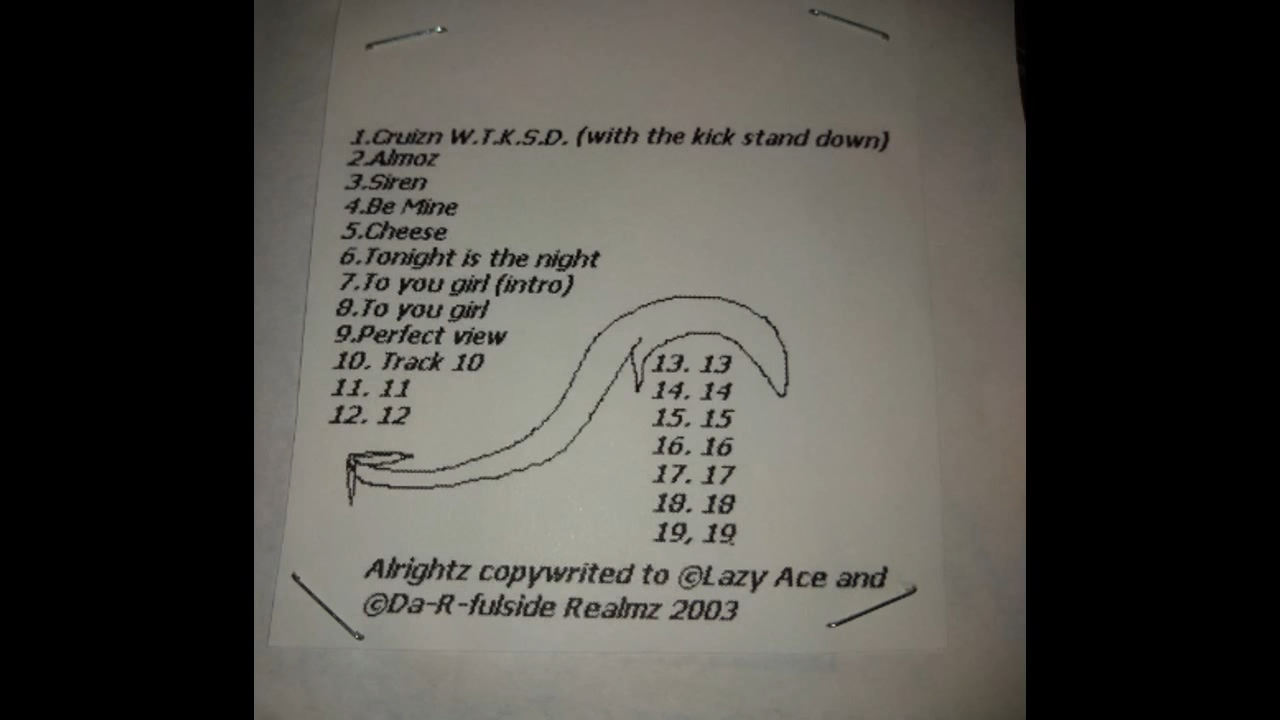 1.Cruizn W.T.K.S.D. (with the kick stand down)
2.Almoz
3.Siren
4.Be Mine
5.Cheese
6.Tonight is the night
7.To you girl (intro)
8.To you girl
9.Perfect view
10. Track 10
11. 11
12. 12
13. 13
14. 14
15. 15
16. 16
17. 17
18. 18
19, 19.
Alrightz copywrited to ©Lazy Ace and
©Da-R-fulside Realmz 2003